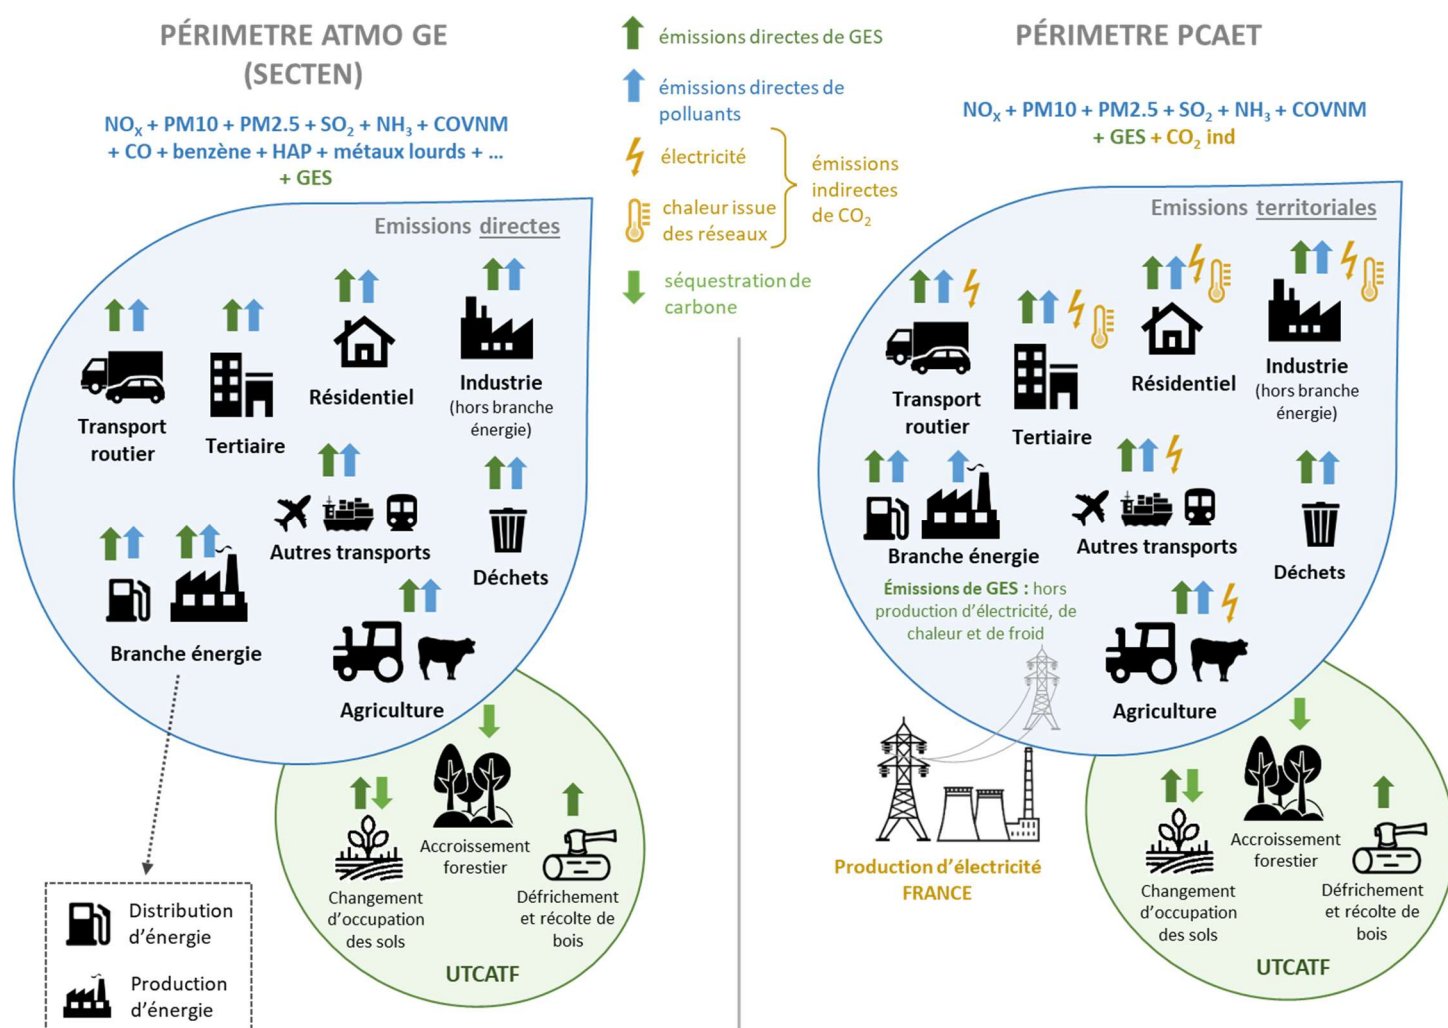 PÉRIMETRE ATMO GE
(SECTEN)
NOX + PM10 + PM2.5 + SO2 + NH3 + COVNM
+ CO + benzène + HAP + métaux lourds + ...
+ GES
Emissions directes
Transport
routier
Tertiaire
Résidentiel
Industrie
(hors branche
énergie)
Autres transports
Déchets
Branche énergie
Agriculture
Accroissement
forestier
Changement
d'occupation
des sols
Défrichement
et récolte de
bois
UTCATF
Distribution
d'énergie
Production
d'énergie
émissions directes de GES
émissions directes de
polluants
électricité
chaleur issue
des réseaux
émissions
indirectes
de CO2
séquestration de
carbone
PÉRIMETRE PCAET
NOX + PM10 + PM2.5 + SO2 + NH3 + COVNM
+ GES + CO2 ind
Emissions territoriales
Transport
routier
Tertiaire
Résidentiel
Industrie
(hors branche
énergie)
Branche énergie
Émissions de GES : hors
production d'électricité, de
chaleur et de froid
Autres transports
Déchets
Agriculture
Production d'électricité
FRANCE
Accroissement
forestier
Changement
d'occupation
des sols
Défrichement
et récolte de
bois
UTCATF